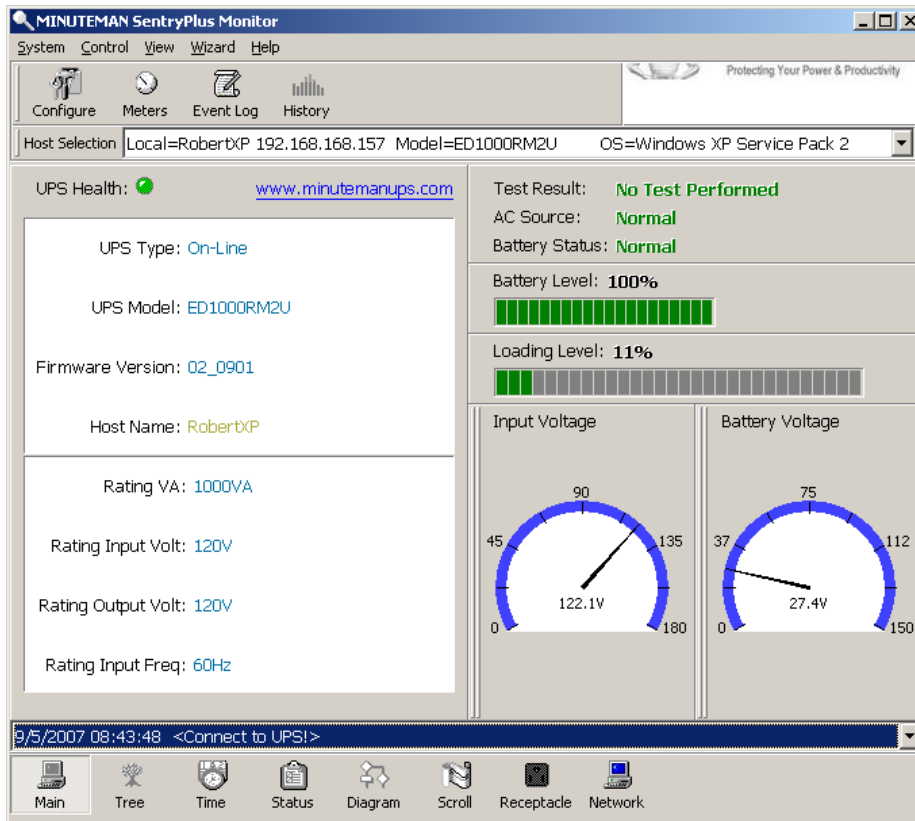 MINUTEMAN SentryPlus Monitor
System Control View Wizard Help
Configure Meters Event Log History
Protecting Your Power & Productivity
Host Selection Local=RobertXP 192.168.168.157 Model=ED1000RM2U OS=Windows XP Service Pack 2
UPS Health: www.minutemanups.com
UPS Type: On-Line
UPS Model: ED1000RM2U
Firmware Version: 02_0901
Host Name: RobertXP
Rating VA: 1000VA
Rating Input Volt: 120V
Rating Output Volt: 120V
Rating Input Freq: 60Hz
Test Result: No Test Performed
AC Source: Normal
Battery Status: Normal
Battery Level: 100%
Loading Level: 11%
Input Voltage
90
45 135
122.1V
0 180
Battery Voltage
75
37 112
27.4V
0 150
9/5/2007 08:43:48 <Connect to UPS!>
Main Tree Time Status Diagram Scroll Receptacle Network